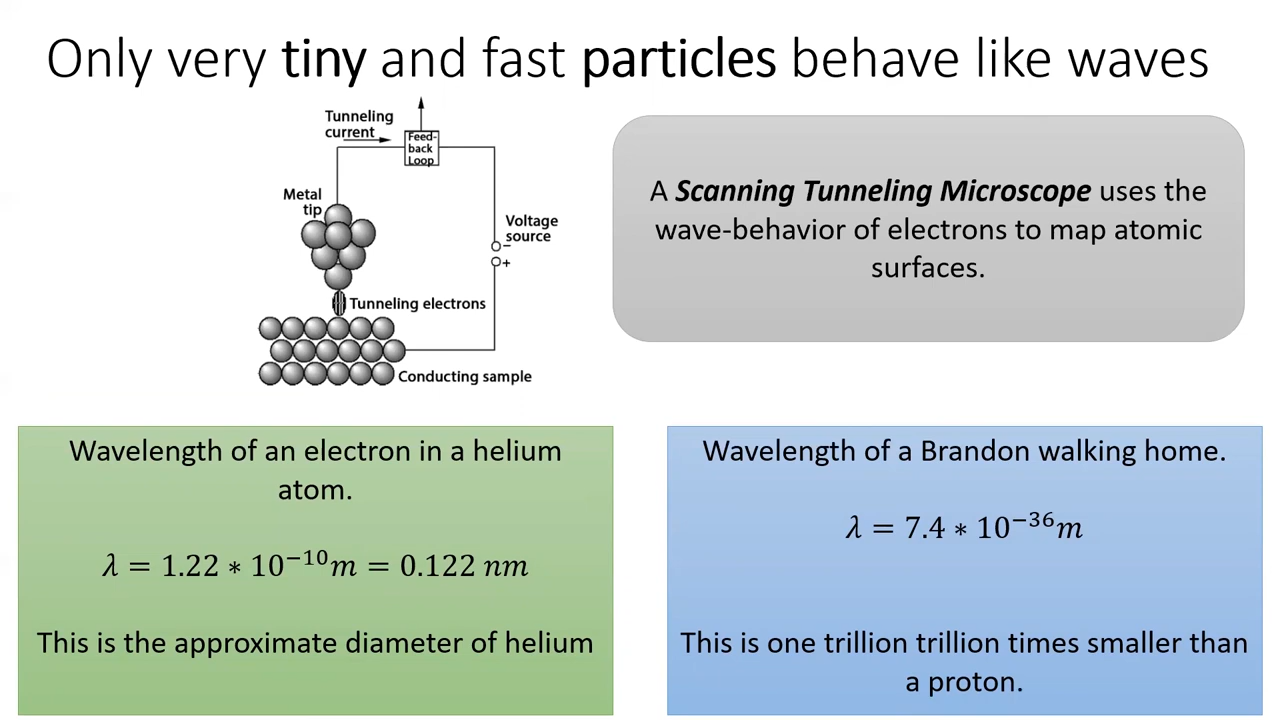 Only very tiny and fast particles behave like waves
Tunneling
current
Feed-
back
Loop
Metal
tip
Voltage
source
−
+
Tunneling electrons
Conducting sample
A Scanning Tunneling Microscope uses the
wave-behavior of electrons to map atomic
surfaces.
Wavelength of an electron in a helium
atom.
λ = 1.22 ∗ 10⁻¹⁰m = 0.122 nm
This is the approximate diameter of helium
Wavelength of a Brandon walking home.
λ = 7.4 ∗ 10⁻³⁶m
This is one trillion trillion times smaller than
a proton.